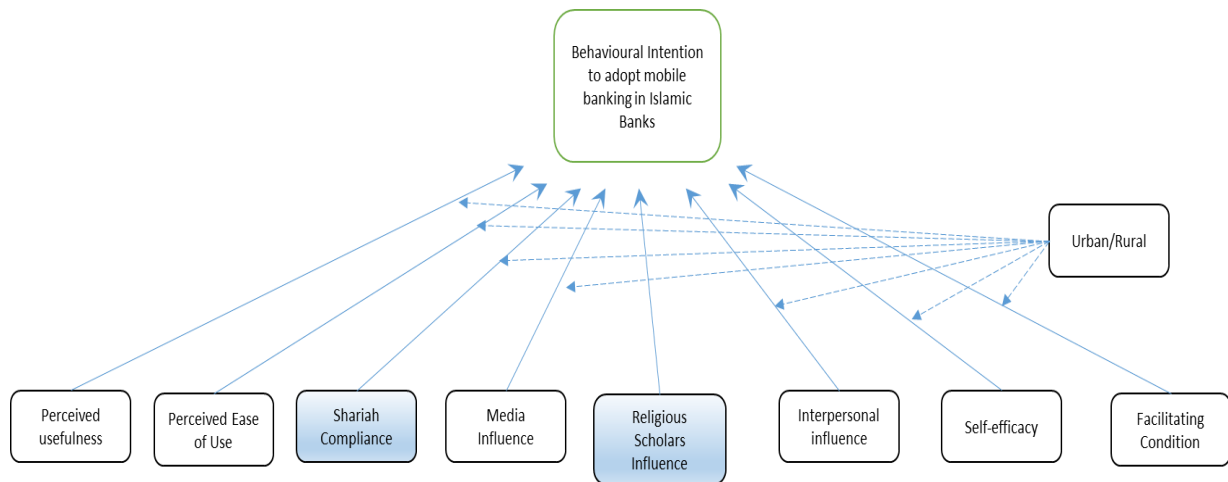 Behavioural Intention
to adopt mobile
banking in Islamic
Banks
Urban/Rural
Perceived
usefulness
Perceived Ease
of Use
Shariah
Compliance
Media
Influence
Religious
Scholars
Influence
Interpersonal
influence
Self-efficacy
Facilitating
Condition